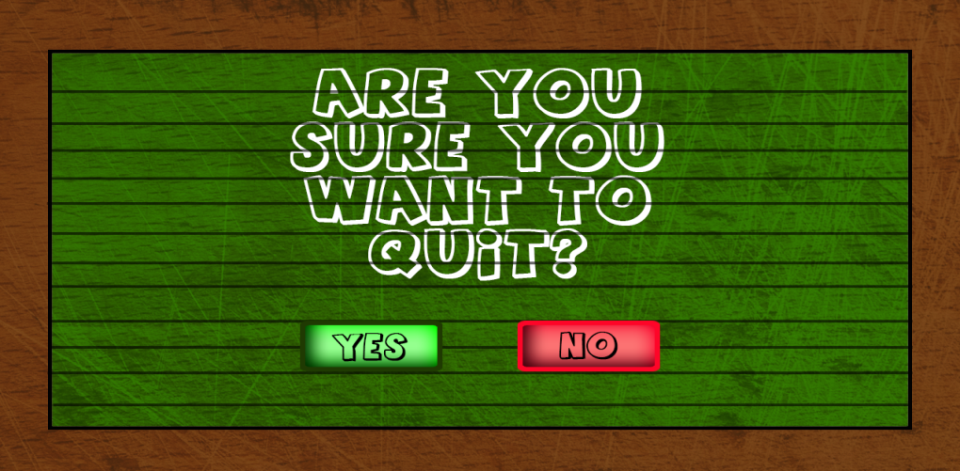 ARE YOU
SURE YOU
WANT TO
QUiT?
YES
NO